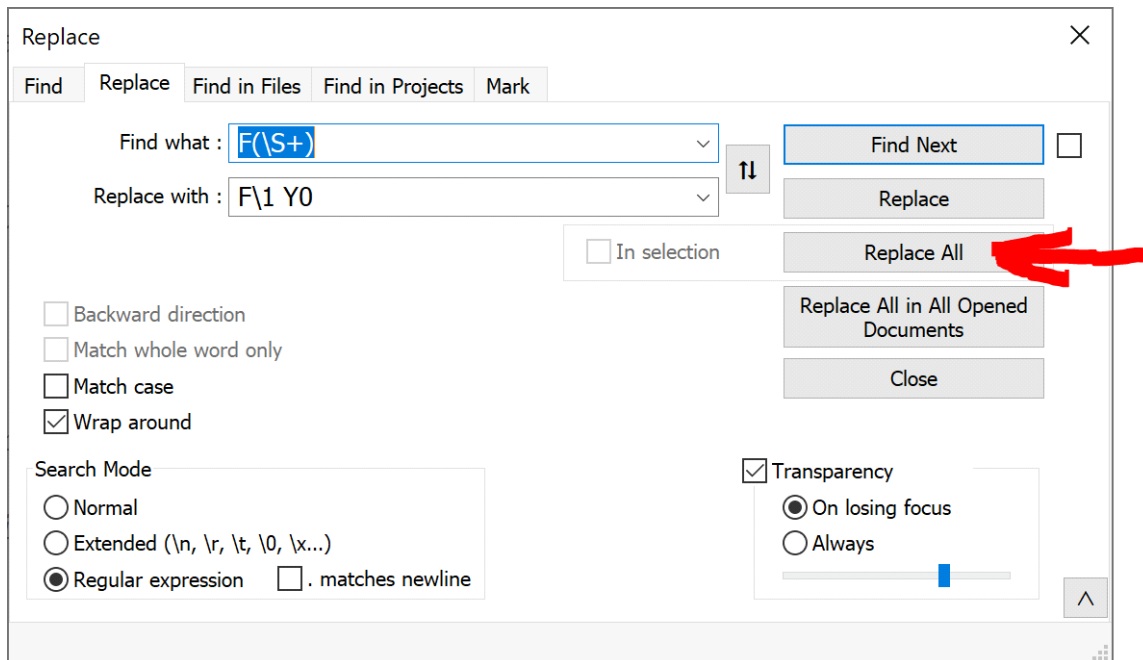 Replace
Find Replace Find in Files Find in Projects Mark
Find what : F(\S+) Find Next
Replace with : F\1 Y0 Replace
In selection Replace All
Backward direction Replace All in All Opened
Documents
Match whole word only
Match case Close
Wrap around
Search Mode Transparency
Normal On losing focus
Extended (\n, \r, \t, \0, \x...) Always
Regular expression . matches newline